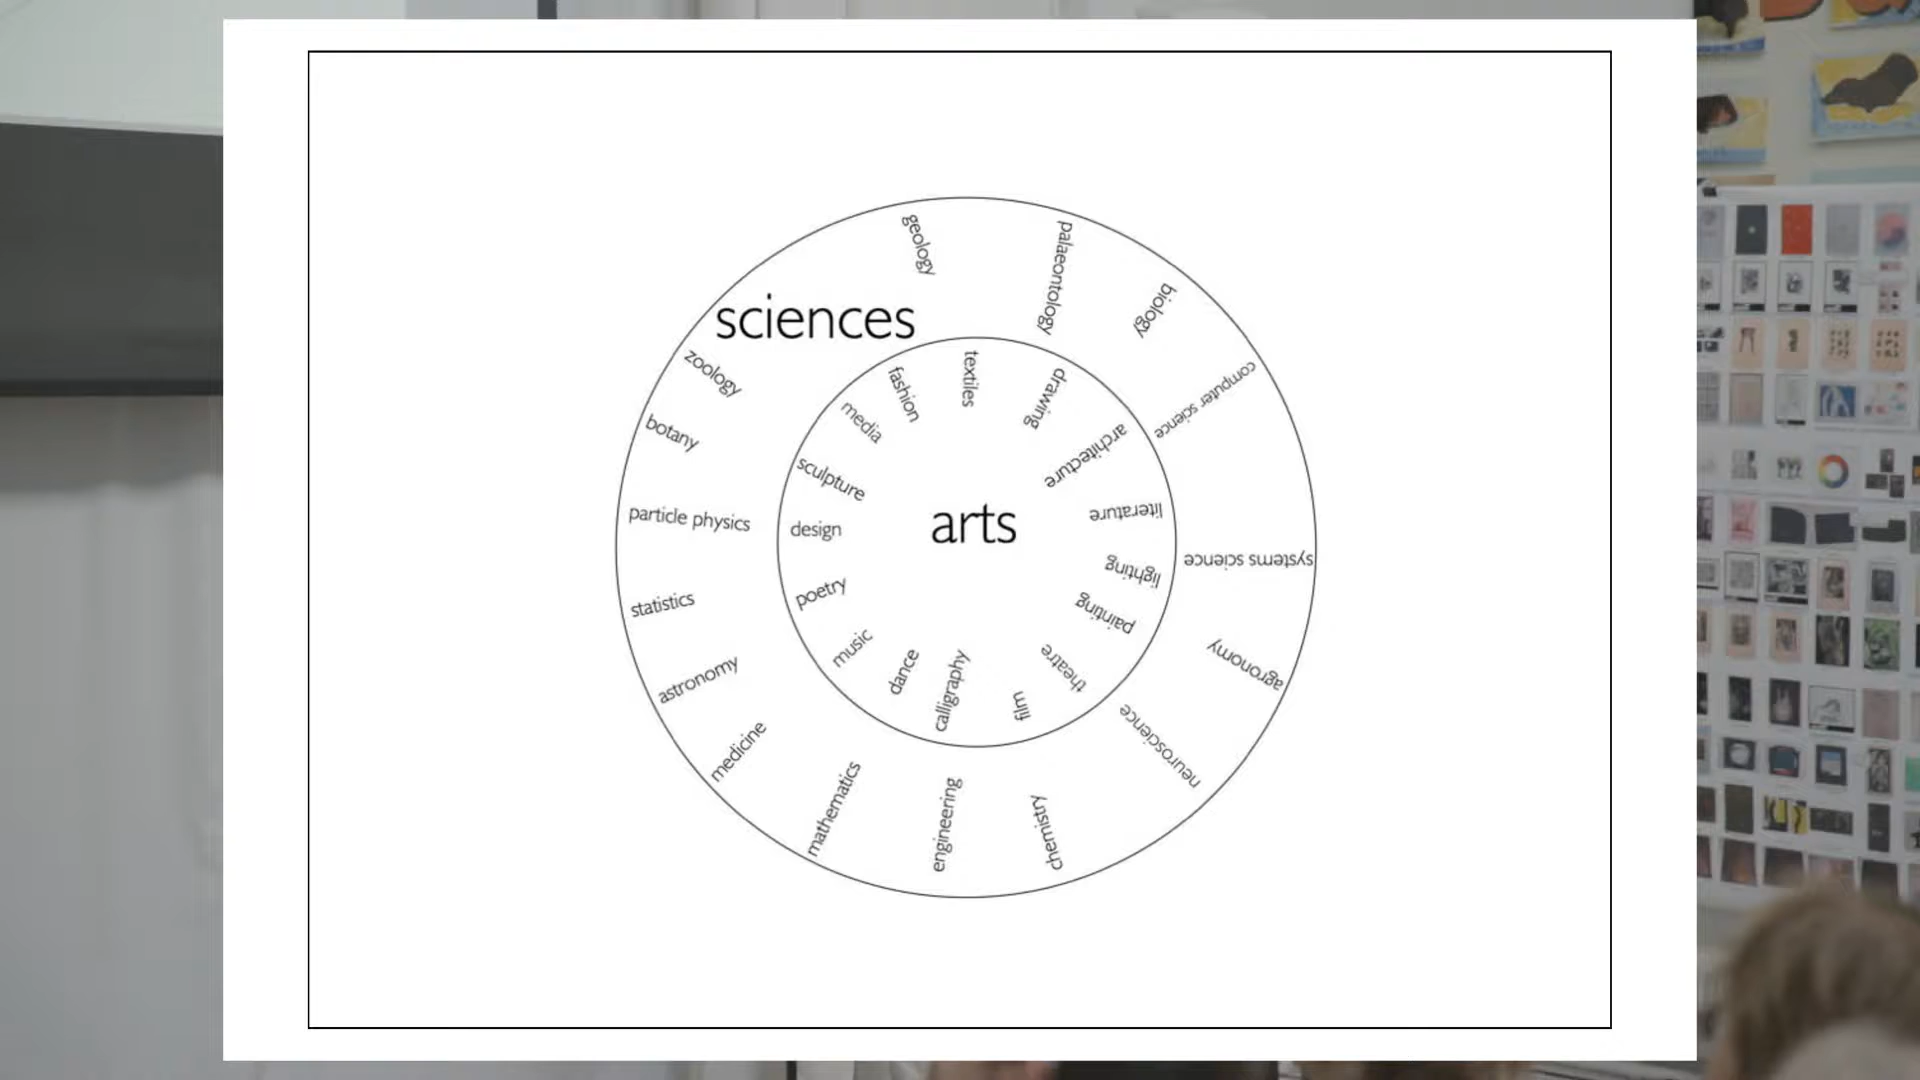 geology
palaeontology
biology
sciences
computer science
zoology
botany
particle physics
systems science
statistics
agronomy
astronomy
neuroscience
medicine
mathematics
engineering
chemistry
textiles
fashion
drawing
media
architecture
sculpture
literature
arts
design
lighting
poetry
painting
music
theatre
dance
calligraphy
film